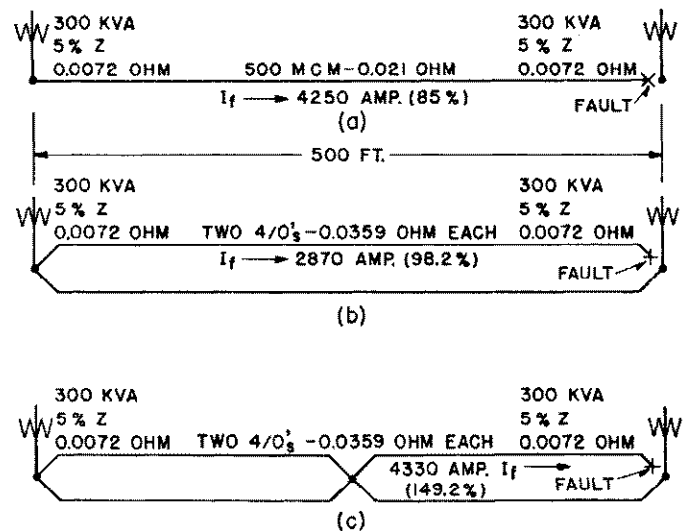 300 KVA 300 KVA
5% Z 5% Z
0.0072 OHM 500 MCM-0.021 OHM 0.0072 OHM
If → 4250 AMP. (85%) FAULT
(a)
500 FT.
300 KVA 300 KVA
5% Z 5% Z
0.0072 OHM TWO 4/0's-0.0359 OHM EACH 0.0072 OHM
If → 2870 AMP. (98.2%) FAULT
(b)
300 KVA 300 KVA
5% Z 5% Z
0.0072 OHM TWO 4/0's -0.0359 OHM EACH 0.0072 OHM
4330 AMP. If →
(149.2%) FAULT
(c)